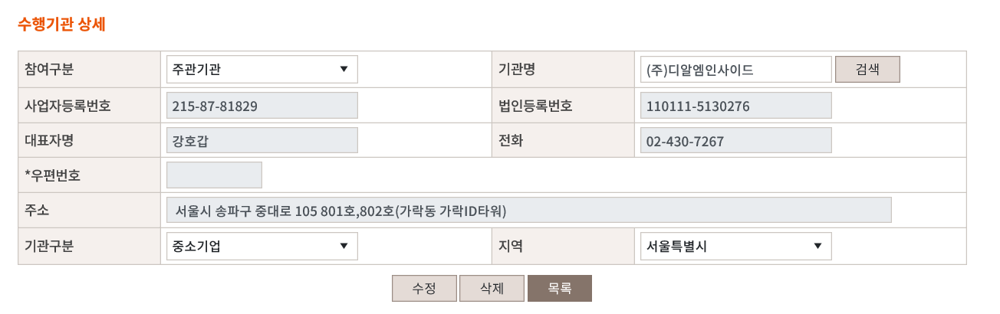 수행기관 상세
참여구분 주관기관 기관명 (주)디알엠인사이드 검색
사업자등록번호 215-87-81829 법인등록번호 110111-5130276
대표자명 강호갑 전화 02-430-7267
*우편번호
주소 서울시 송파구 중대로 105 801호,802호(가락동 가락ID타워)
기관구분 중소기업 지역 서울특별시
수정 삭제 목록